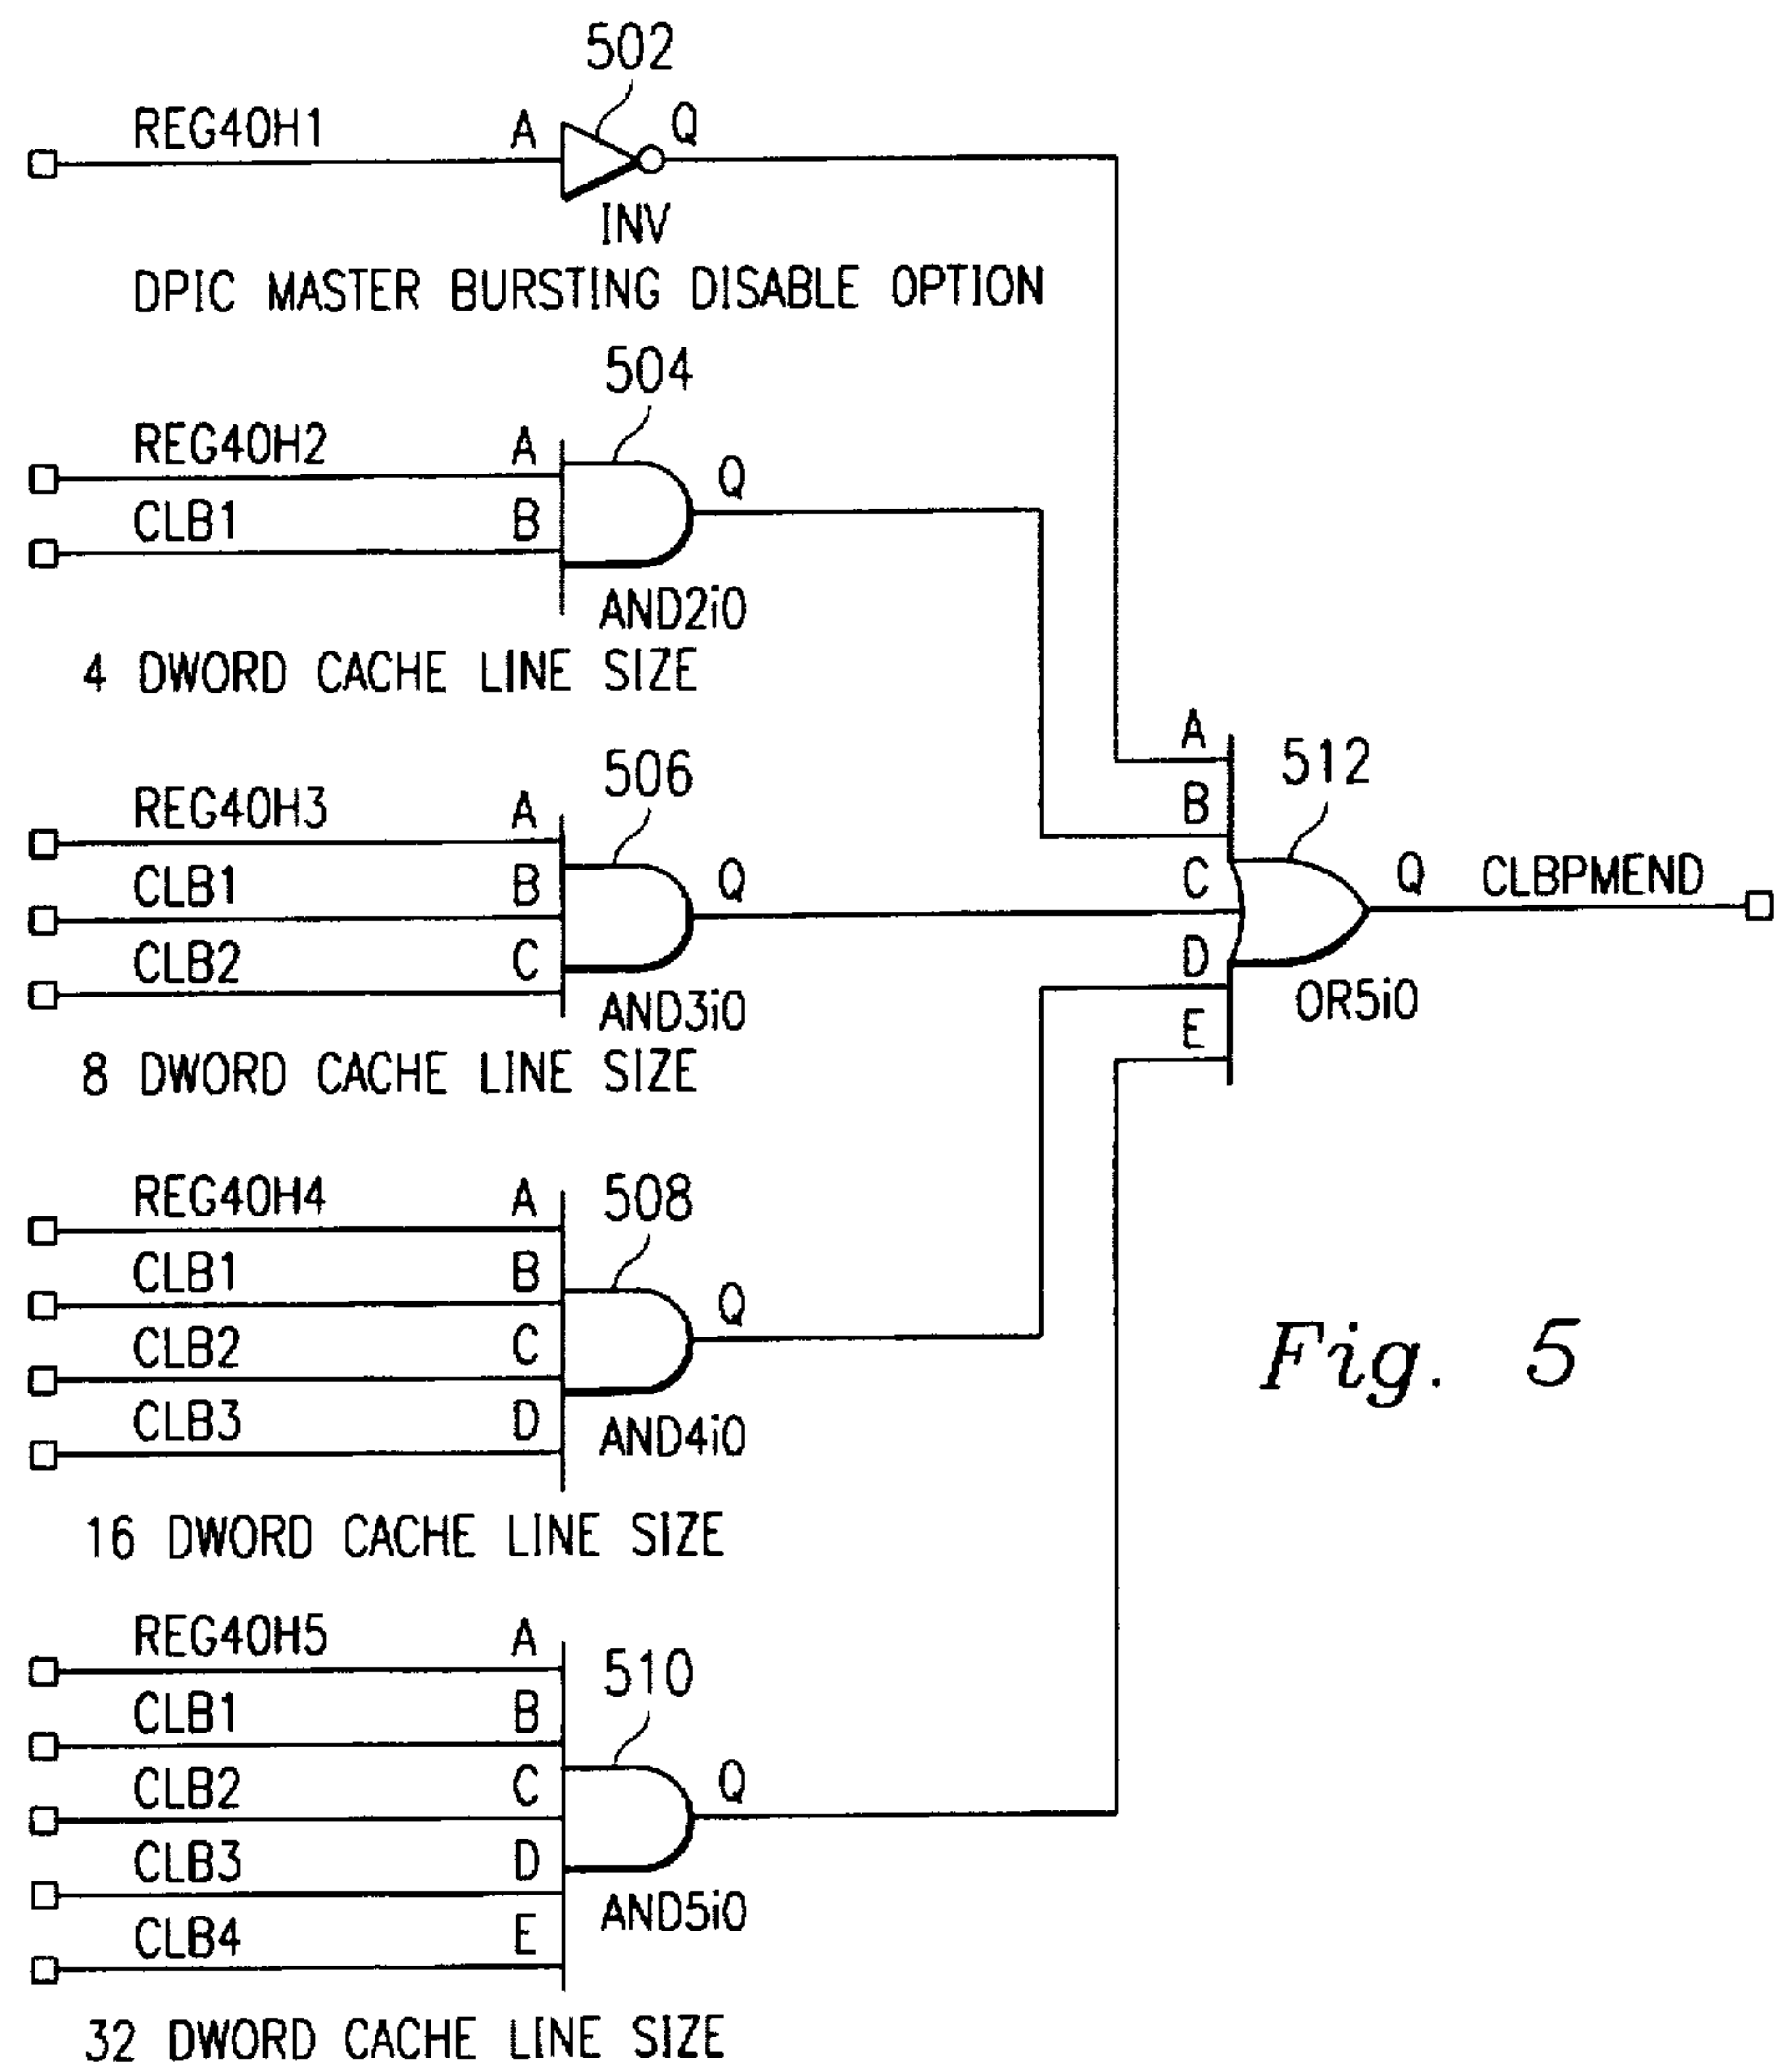 502
REG40H1 A Q
INV
DPIC MASTER BURSTING DISABLE OPTION
504
REG40H2 A Q
CLB1 B
AND2i0
4 DWORD CACHE LINE SIZE
506
REG40H3 A
CLB1 B Q
CLB2 C
AND3i0
8 DWORD CACHE LINE SIZE
508
REG40H4 A
CLB1 B Q
CLB2 C
CLB3 D
AND4i0
16 DWORD CACHE LINE SIZE
510
REG40H5 A
CLB1 B
CLB2 C Q
CLB3 D
CLB4 E
AND5i0
32 DWORD CACHE LINE SIZE
A
B
512
C
D
E
Q CLBPMEND
OR5i0
Fig. 5